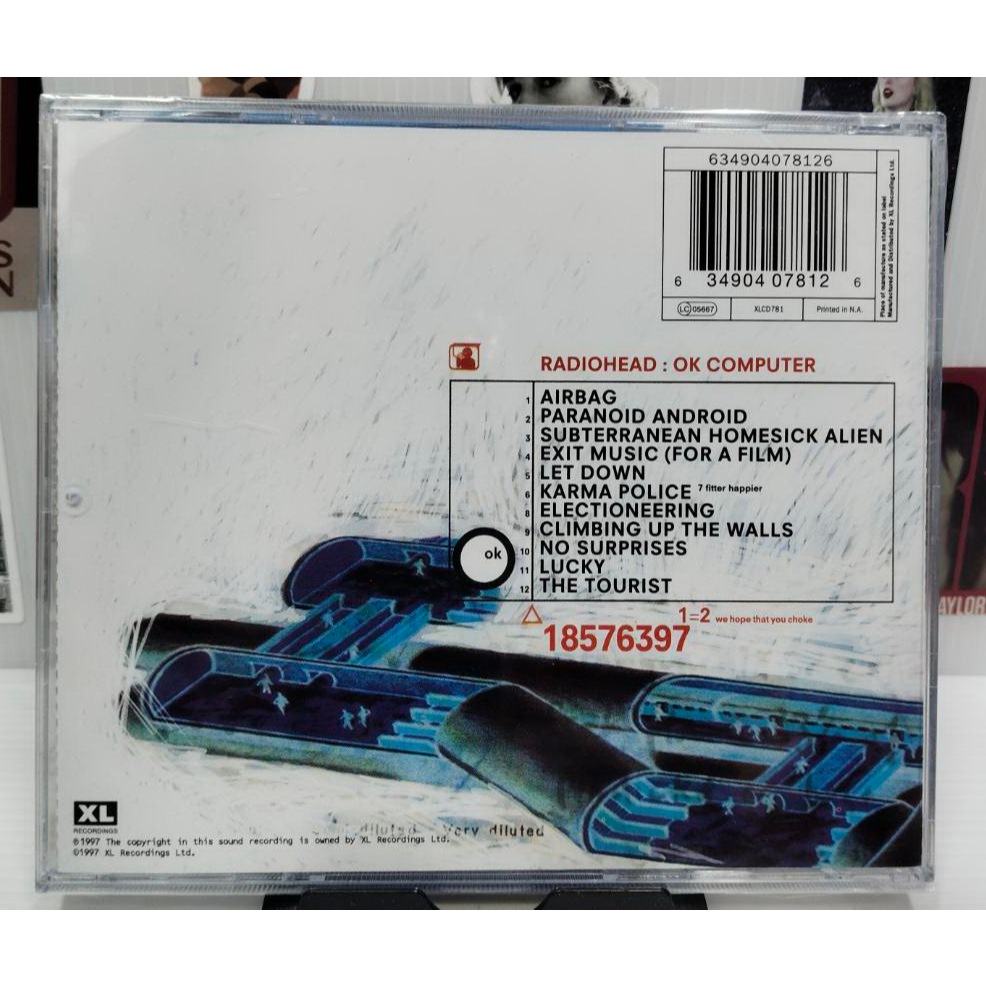 634904078126
6 34904 07812 6
LC 05667
XLCD781
Printed in N.A.
Place of manufacture as stated on label
Manufactured and Distributed by XL Recordings Ltd.
RADIOHEAD : OK COMPUTER
1 AIRBAG
2 PARANOID ANDROID
3 SUBTERRANEAN HOMESICK ALIEN
4 EXIT MUSIC (FOR A FILM)
5 LET DOWN
6 KARMA POLICE 7 fitter happier
8 ELECTIONEERING
9 CLIMBING UP THE WALLS
ok
10 NO SURPRISES
11 LUCKY
12 THE TOURIST
1=2 we hope that you choke
18576397
XL
RECORDINGS
diluted very diluted
℗1997 The copyright in this sound recording is owned by XL Recordings Ltd.
©1997 XL Recordings Ltd.
S
N
AYLOR